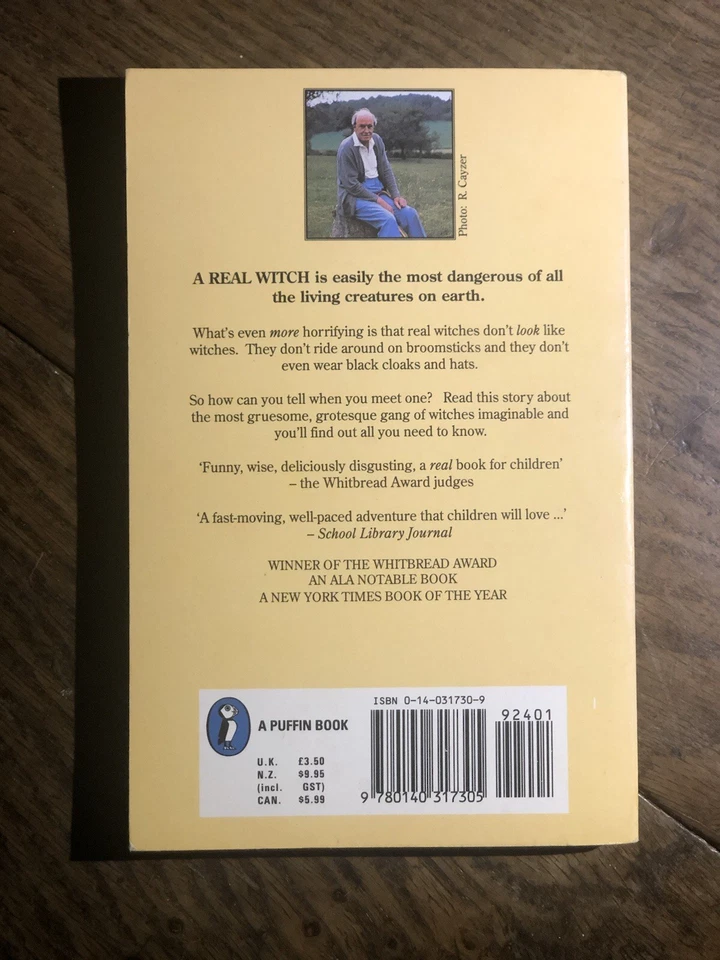 Photo: R. Cayzer
A REAL WITCH is easily the most dangerous of all
the living creatures on earth.
What's even more horrifying is that real witches don't look like
witches. They don't ride around on broomsticks and they don't
even wear black cloaks and hats.
So how can you tell when you meet one? Read this story about
the most gruesome, grotesque gang of witches imaginable and
you'll find out all you need to know.
‘Funny, wise, deliciously disgusting, a real book for children’
– the Whitbread Award judges
‘A fast-moving, well-paced adventure that children will love ...’
– School Library Journal
WINNER OF THE WHITBREAD AWARD
AN ALA NOTABLE BOOK
A NEW YORK TIMES BOOK OF THE YEAR
A PUFFIN BOOK
U.K. £3.50
N.Z. $9.95
(incl. GST)
CAN. $5.99
ISBN 0-14-031730-9
92401
9 780140 317305